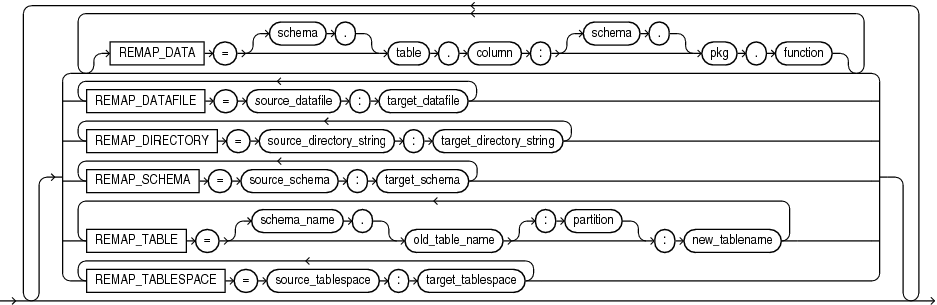 schema . schema .
REMAP_DATA = table . column : pkg . function
REMAP_DATAFILE = source_datafile : target_datafile
REMAP_DIRECTORY = source_directory_string : target_directory_string
REMAP_SCHEMA = source_schema : target_schema
schema_name . : partition
REMAP_TABLE = old_table_name : new_tablename
REMAP_TABLESPACE = source_tablespace : target_tablespace